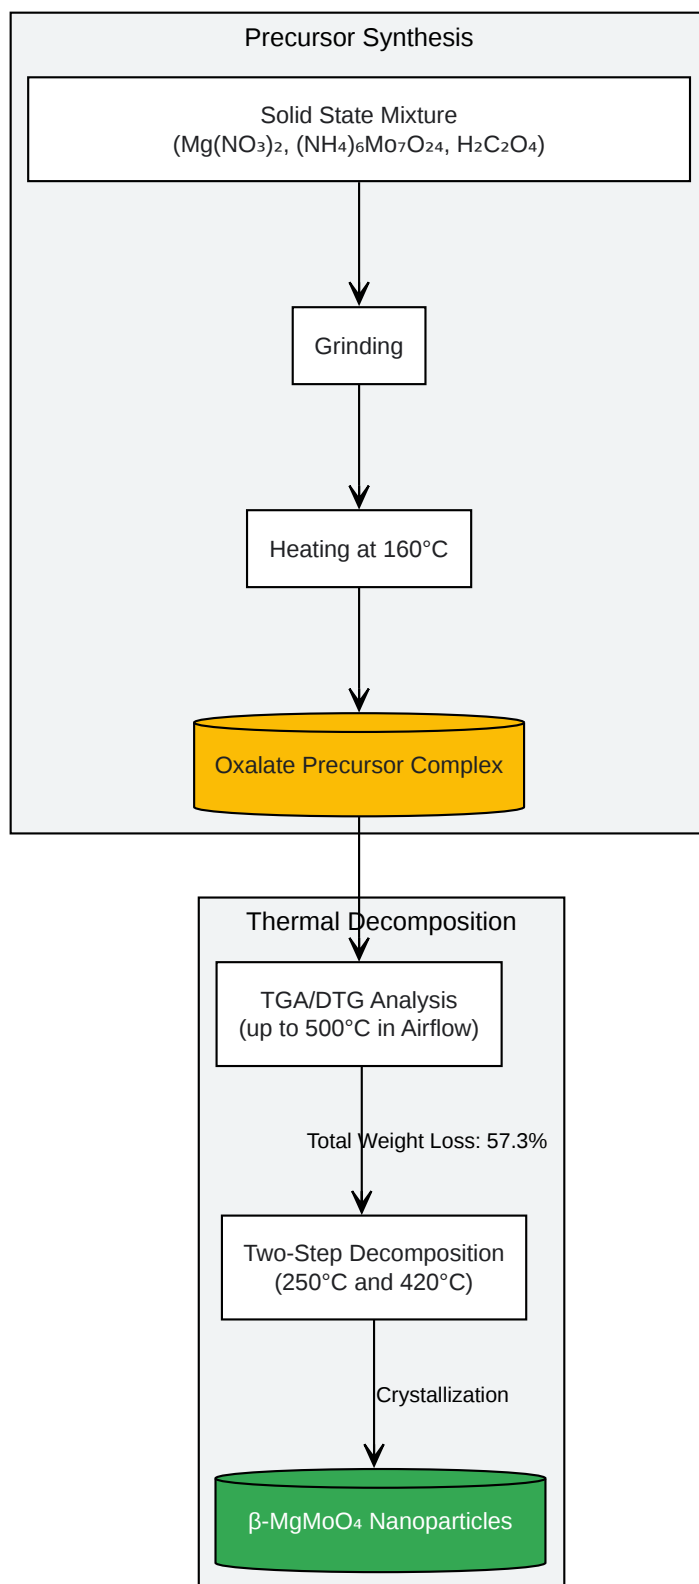 Precursor Synthesis
Solid State Mixture
(Mg(NO₃)₂, (NH₄)₆Mo₇O₂₄, H₂C₂O₄)
Grinding
Heating at 160°C
Oxalate Precursor Complex
Thermal Decomposition
TGA/DTG Analysis
(up to 500°C in Airflow)
Total Weight Loss: 57.3%
Two-Step Decomposition
(250°C and 420°C)
Crystallization
β-MgMoO₄ Nanoparticles